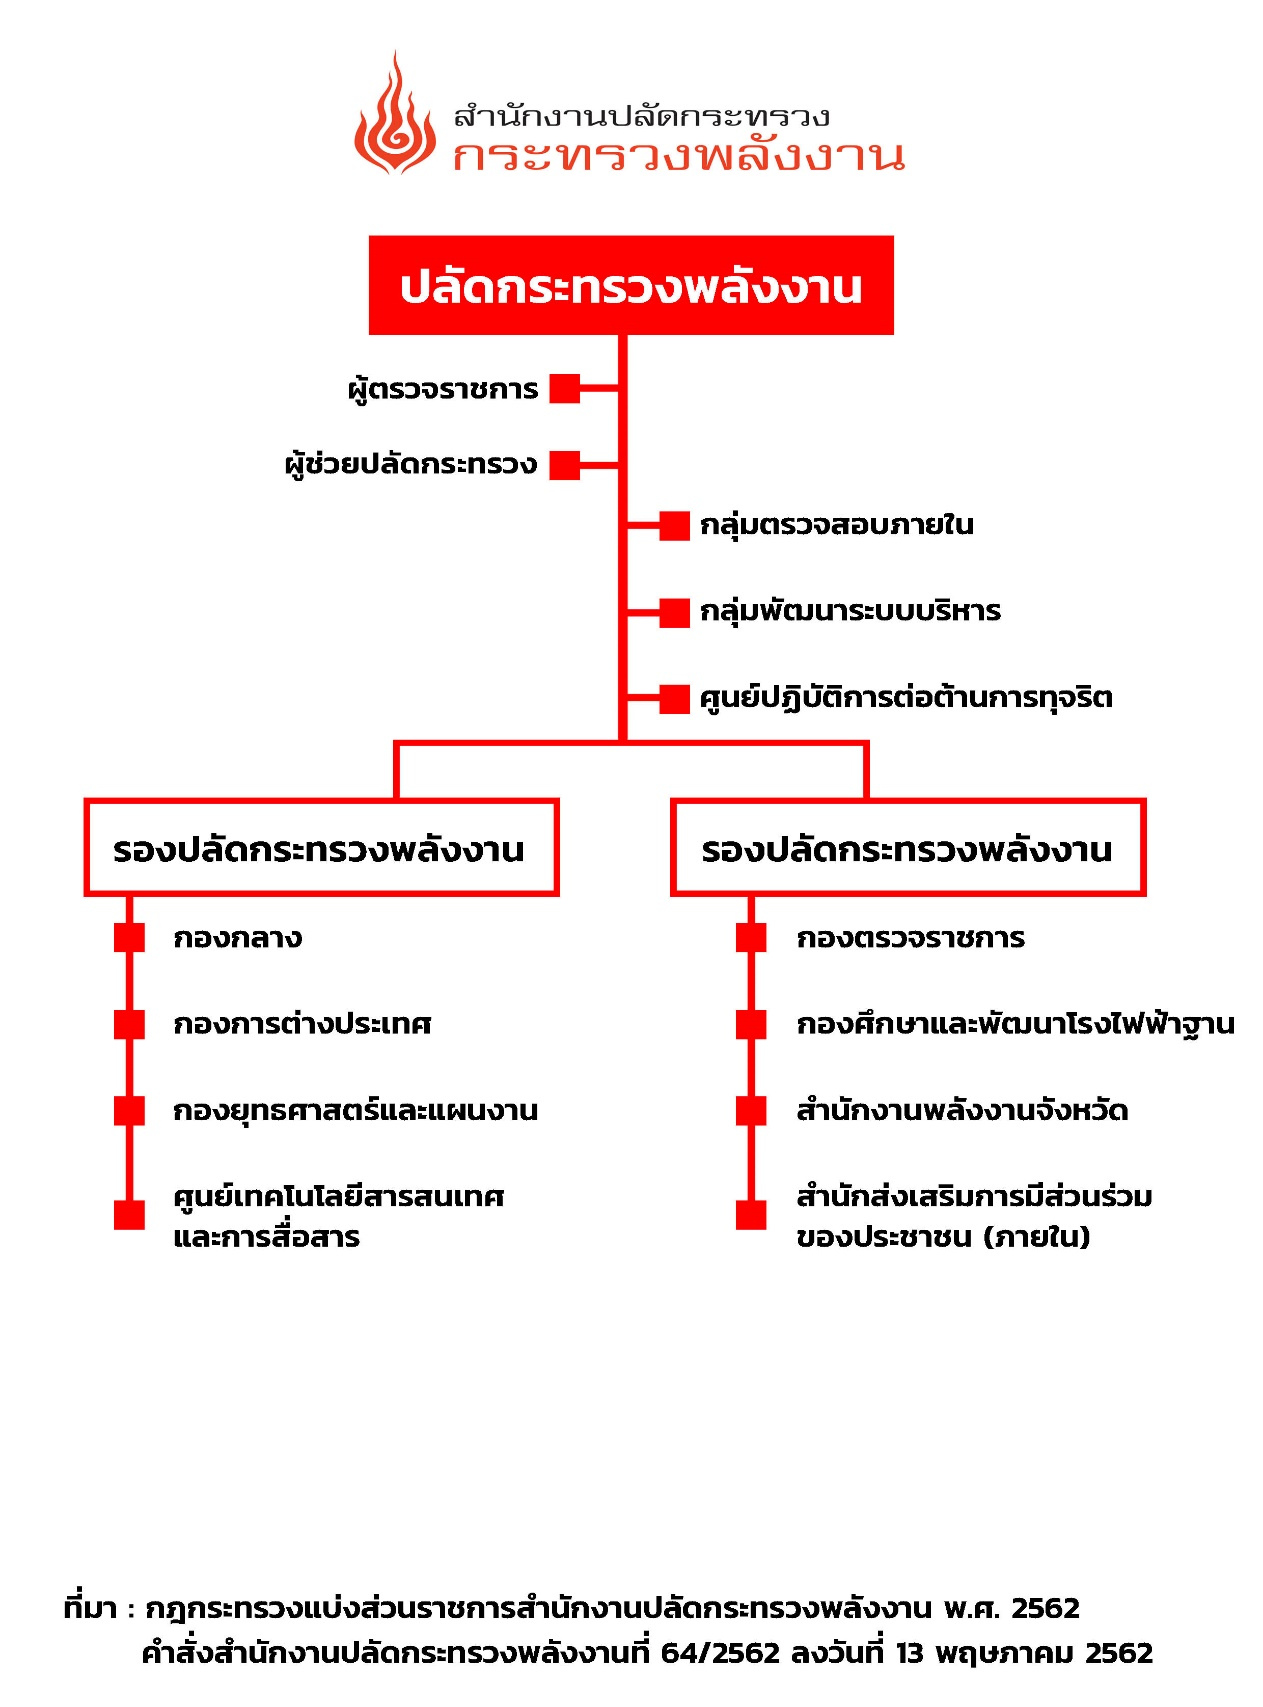 สำนักงานปลัดกระทรวง
กระทรวงพลังงาน
ปลัดกระทรวงพลังงาน
ผู้ตรวจราชการ
ผู้ช่วยปลัดกระทรวง
กลุ่มตรวจสอบภายใน
กลุ่มพัฒนาระบบบริหาร
ศูนย์ปฏิบัติการต่อต้านการทุจริต
รองปลัดกระทรวงพลังงาน
กองกลาง
กองการต่างประเทศ
กองยุทธศาสตร์และแผนงาน
ศูนย์เทคโนโลยีสารสนเทศ
และการสื่อสาร
รองปลัดกระทรวงพลังงาน
กองตรวจราชการ
กองศึกษาและพัฒนาโรงไฟฟ้าฐาน
สำนักงานพลังงานจังหวัด
สำนักส่งเสริมการมีส่วนร่วม
ของประชาชน (ภายใน)
ที่มา : กฎกระทรวงแบ่งส่วนราชการสำนักงานปลัดกระทรวงพลังงาน พ.ศ. 2562
คำสั่งสำนักงานปลัดกระทรวงพลังงานที่ 64/2562 ลงวันที่ 13 พฤษภาคม 2562